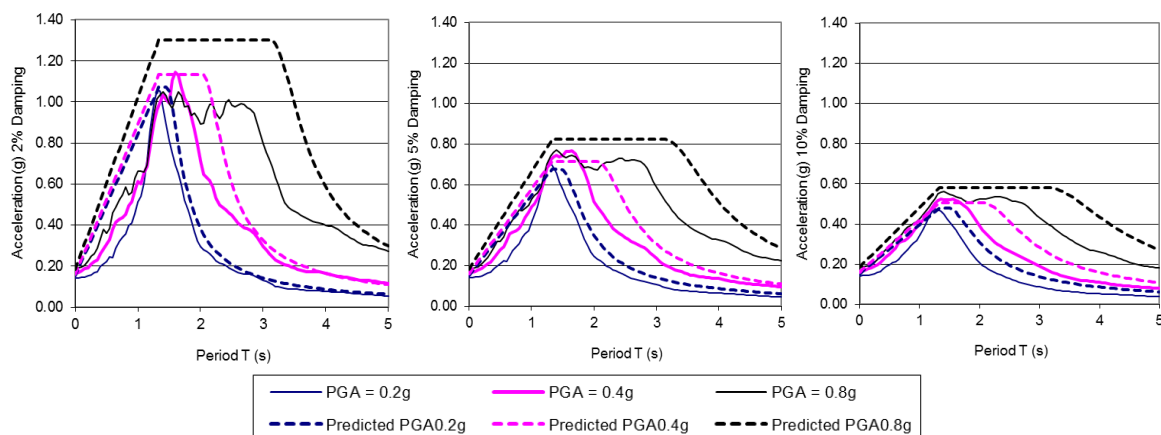 Acceleration (g) 2% Damping
1.40
1.20
1.00
0.80
0.60
0.40
0.20
0.00
0 1 2 3 4 5
Period T (s)
Acceleration (g) 5% Damping
1.40
1.20
1.00
0.80
0.60
0.40
0.20
0.00
0 1 2 3 4 5
Period T (s)
Acceleration (g) 10% Damping
1.40
1.20
1.00
0.80
0.60
0.40
0.20
0.00
0 1 2 3 4 5
Period T (s)
PGA = 0.2g PGA = 0.4g PGA = 0.8g
Predicted PGA0.2g Predicted PGA0.4g Predicted PGA0.8g